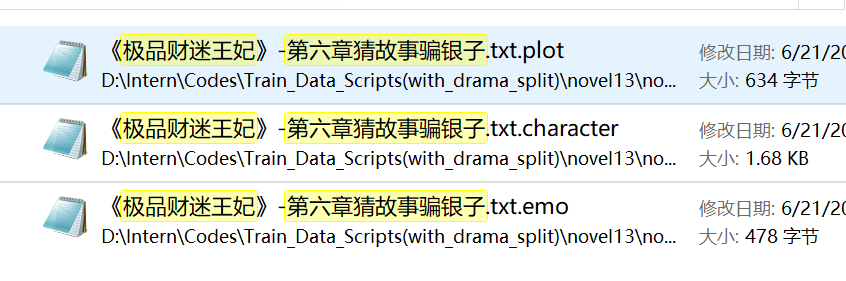 《极品财迷王妃》-第六章猜故事骗银子.txt.plot
修改日期: 6/21/20
D:\Intern\Codes\Train_Data_Scripts(with_drama_split)\novel13\no...
大小: 634 字节
《极品财迷王妃》-第六章猜故事骗银子.txt.character
修改日期: 6/21/20
D:\Intern\Codes\Train_Data_Scripts(with_drama_split)\novel13\no...
大小: 1.68 KB
《极品财迷王妃》-第六章猜故事骗银子.txt.emo
修改日期: 6/21/20
D:\Intern\Codes\Train_Data_Scripts(with_drama_split)\novel13\no...
大小: 478 字节